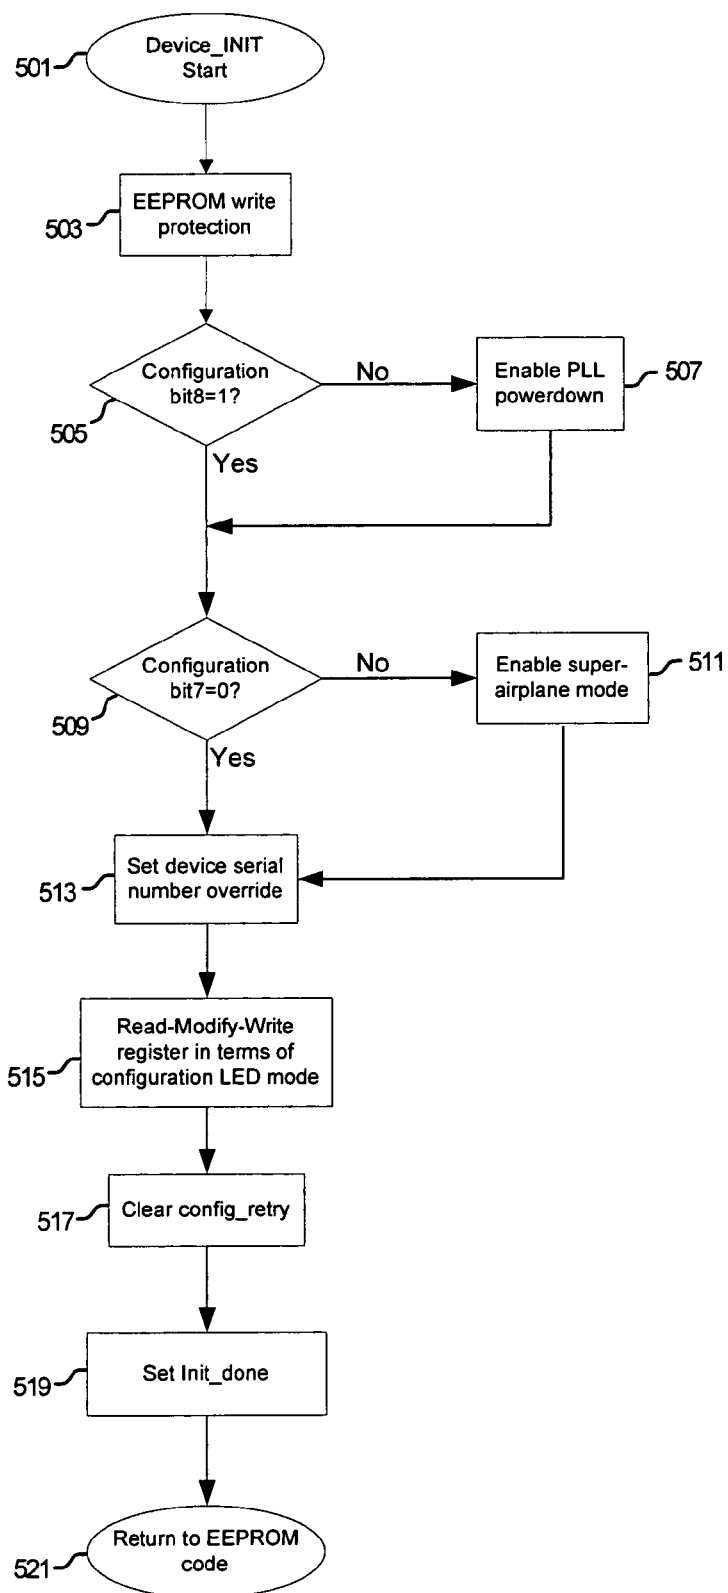 Device_INIT
Start
501
EEPROM write
protection
503
Configuration
bit8=1?
505
No
Enable PLL
powerdown
507
Yes
Configuration
bit7=0?
509
No
Enable super-
airplane mode
511
Yes
Set device serial
number override
513
Read-Modify-Write
register in terms of
configuration LED mode
515
Clear config_retry
517
Set Init_done
519
Return to EEPROM
code
521